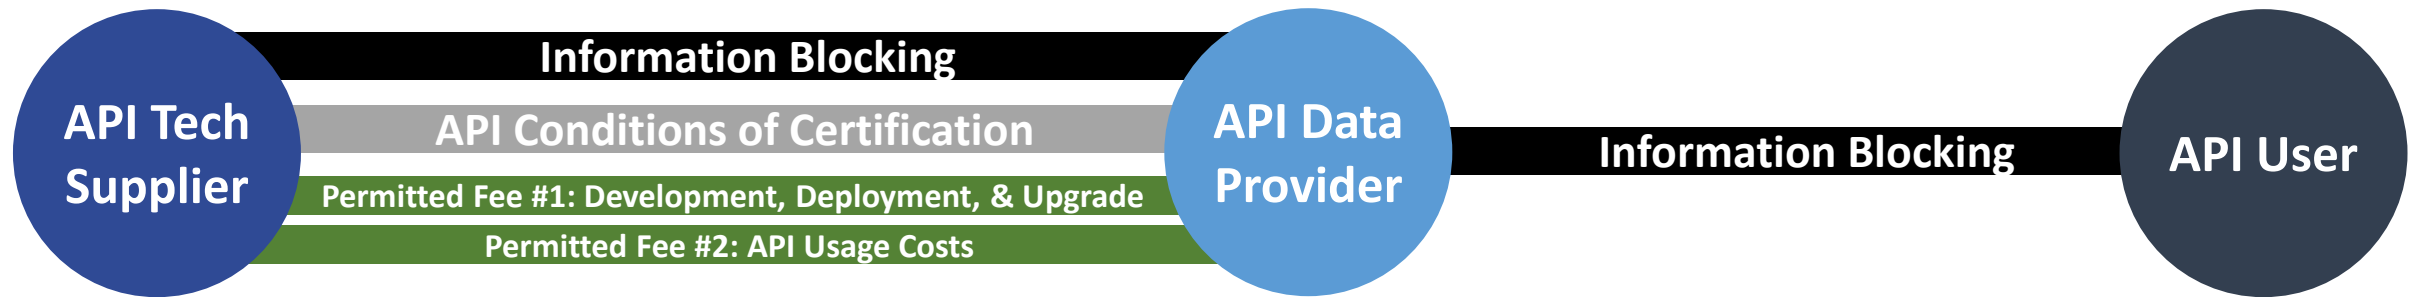 API Tech
Supplier
Information Blocking
API Conditions of Certification
Permitted Fee #1: Development, Deployment, & Upgrade
Permitted Fee #2: API Usage Costs
API Data
Provider
Information Blocking
API User